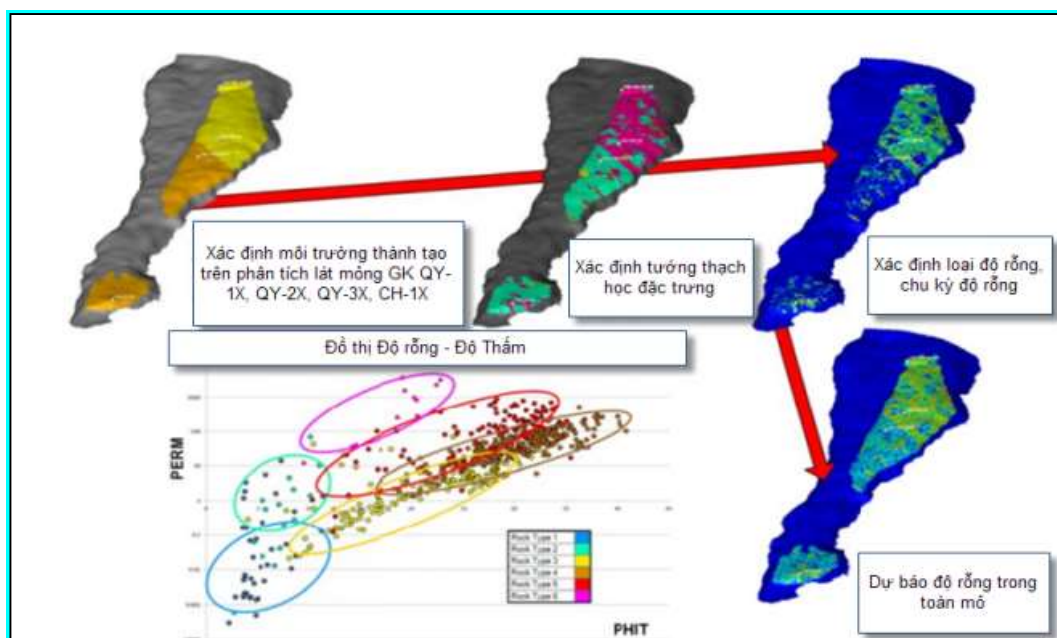 Xác định môi trường thành tạo
trên phân tích lát mỏng GK QY-
1X, QY-2X, QY-3X, CH-1X
Xác định tướng thạch
học đặc trưng
Xác định loại độ rỗng,
chu kỳ độ rỗng
Đồ thị Độ rỗng - Độ Thấm
PERM
Rock Type 1
Rock Type 2
Rock Type 3
Rock Type 4
Rock Type 5
Rock Type 6
PHIT
Dự báo độ rỗng trong
toàn mỏ